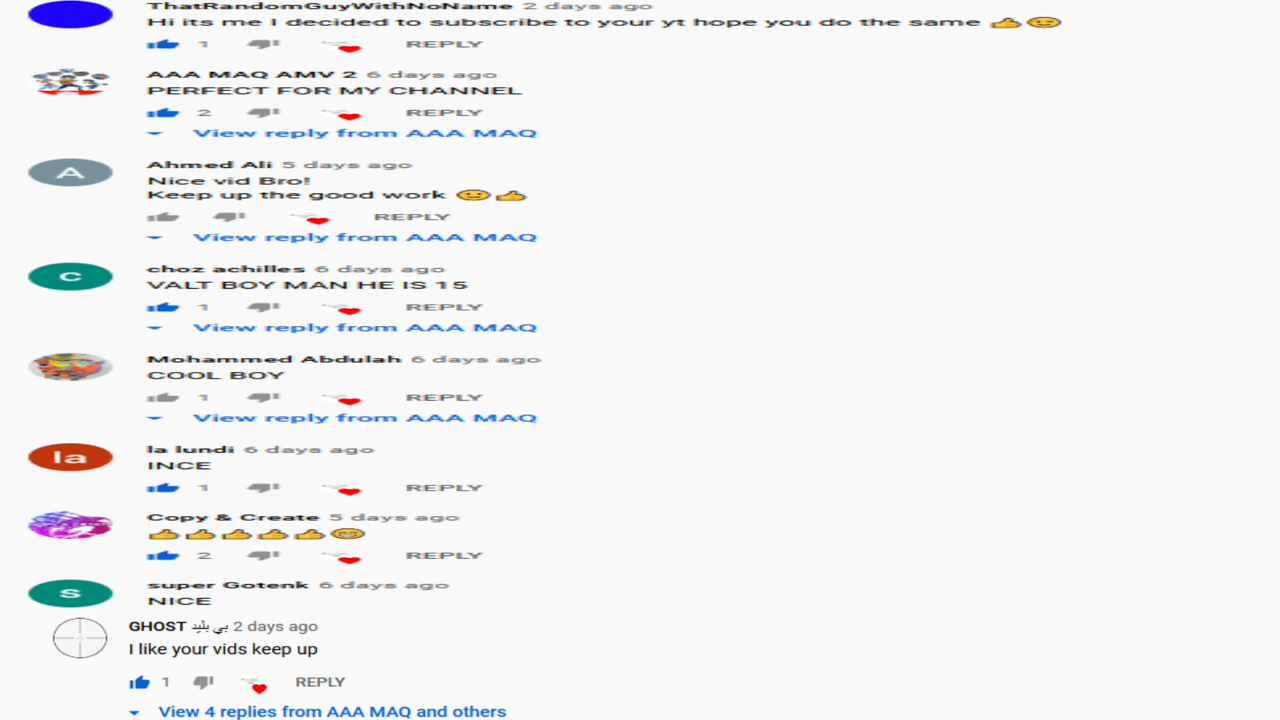 ThatRandomGuyWithNoName 2 days ago
Hi its me I decided to subscribe to your yt hope you do the same 👍😉
1 REPLY
AAA MAQ AMV 2 6 days ago
PERFECT FOR MY CHANNEL
2 REPLY
View reply from AAA MAQ
A
Ahmed Ali 5 days ago
Nice vid Bro!
Keep up the good work 🙂👍
REPLY
View reply from AAA MAQ
c
choz achilles 6 days ago
VALT BOY MAN HE IS 15
1 REPLY
View reply from AAA MAQ
Mohammed Abdulah 6 days ago
COOL BOY
1 REPLY
View reply from AAA MAQ
la
la lundi 6 days ago
INCE
1 REPLY
Copy & Create 5 days ago
👍👍👍👍👍😁
2 REPLY
s
super Gotenk 6 days ago
NICE
GHOST بي بليد 2 days ago
I like your vids keep up
1 REPLY
View 4 replies from AAA MAQ and others